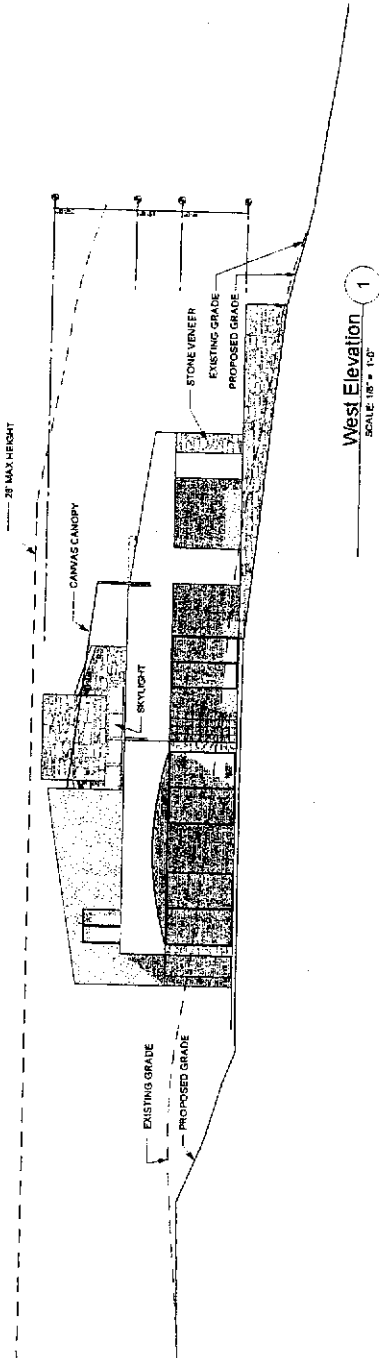 28' MAX HEIGHT
CANVAS CANOPY
SKYLIGHT
STONE VENEER
EXISTING GRADE
PROPOSED GRADE
EXISTING GRADE
PROPOSED GRADE
West Elevation 1
SCALE: 1/8" = 1'-0"